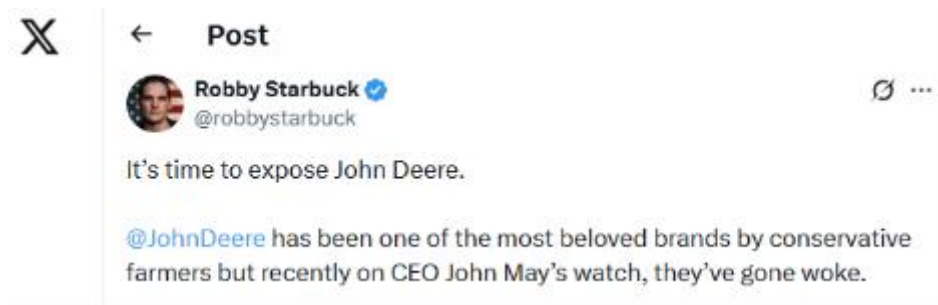 Post
Robby Starbuck
@robbystarbuck
It's time to expose John Deere.
@JohnDeere has been one of the most beloved brands by conservative
farmers but recently on CEO John May's watch, they've gone woke.